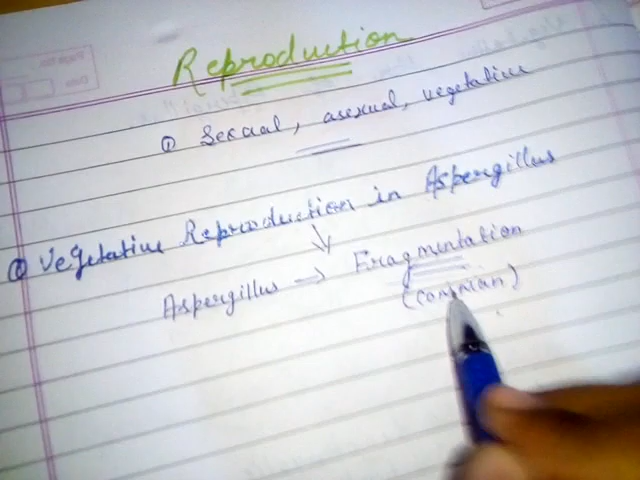 Reproduction
① Sexual, asexual, vegetative
Vegetative Reproduction in Aspergillus
Aspergillus → Fragmentation
(common)